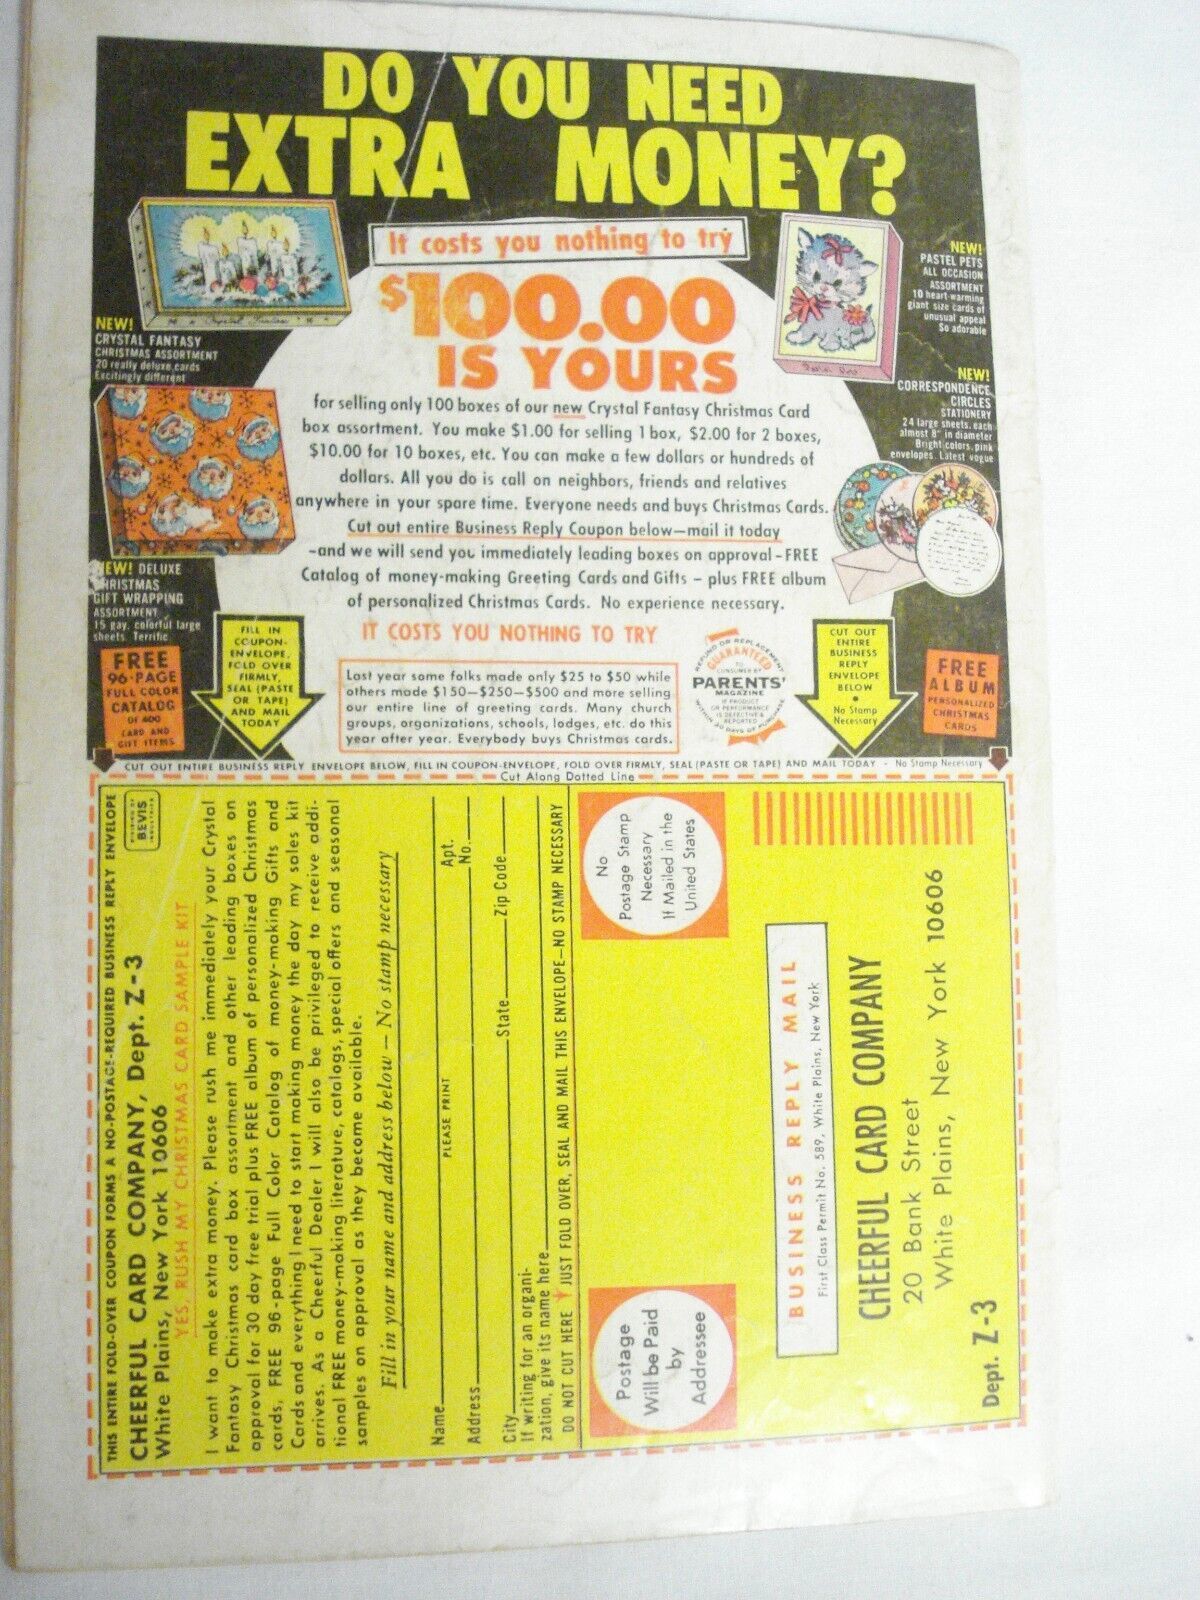 DO YOU NEED
EXTRA MONEY?
It costs you nothing to try
$100.00
IS YOURS
for selling only 100 boxes of our new Crystal Fantasy Christmas Card
box assortment. You make $1.00 for selling 1 box, $2.00 for 2 boxes,
$10.00 for 10 boxes, etc. You can make a few dollars or hundreds of
dollars. All you do is call on neighbors, friends and relatives
anywhere in your spare time. Everyone needs and buys Christmas Cards.
Cut out entire Business Reply Coupon below—mail it today
-and we will send you immediately leading boxes on approval-FREE
Catalog of money-making Greeting Cards and Gifts - plus FREE album
of personalized Christmas Cards. No experience necessary.
IT COSTS YOU NOTHING TO TRY
NEW!
CRYSTAL FANTASY
CHRISTMAS ASSORTMENT
20 really deluxe cards
Excitingly different
NEW! DELUXE
CHRISTMAS
GIFT WRAPPING
ASSORTMENT
15 gay, colorful large
sheets. Terrific
NEW!
PASTEL PETS
ALL OCCASION
ASSORTMENT
10 heart-warming
giant size cards of
unusual appeal
So adorable
NEW!
CORRESPONDENCE
CIRCLES
STATIONERY
24 large sheets, each
almost 8" in diameter
Bright colors, pink
envelopes. Latest vogue
FREE
96-PAGE
FULL COLOR
CATALOG
OF 400
CARD AND
GIFT ITEMS
FILL IN
COUPON-
ENVELOPE,
FOLD OVER
FIRMLY,
SEAL (PASTE
OR TAPE)
AND MAIL
TODAY
Last year some folks made only $25 to $50 while
others made $150—$250—$500 and more selling
our entire line of greeting cards. Many church
groups, organizations, schools, lodges, etc. do this
year after year. Everybody buys Christmas cards.
REFUND OR REPLACEMENT
GUARANTEED
TO
CONSUMER BY
PARENTS'
MAGAZINE
IF PRODUCT
OR PERFORMANCE
IS DEFECTIVE &
REPORTED
WITHIN 30 DAYS OF PURCHASE
CUT OUT
ENTIRE
BUSINESS
REPLY
ENVELOPE
BELOW
•
No Stamp
Necessary
FREE
ALBUM
PERSONALIZED
CHRISTMAS
CARDS
CUT OUT ENTIRE BUSINESS REPLY ENVELOPE BELOW, FILL IN COUPON-ENVELOPE, FOLD OVER FIRMLY, SEAL (PASTE OR TAPE) AND MAIL TODAY - No Stamp Necessary
Cut Along Dotted Line
THIS ENTIRE FOLD-OVER COUPON FORMS A NO-POSTAGE-REQUIRED BUSINESS REPLY ENVELOPE
CHEERFUL CARD COMPANY, Dept. Z-3
White Plains, New York 10606
BEVIS
INDUSTRIES
YES, RUSH MY CHRISTMAS CARD SAMPLE KIT
I want to make extra money. Please rush me immediately your Crystal
Fantasy Christmas card box assortment and other leading boxes on
approval for 30 day free trial plus FREE album of personalized Christmas
cards, FREE 96-page Full Color Catalog of money-making Gifts and
Cards and everything I need to start making money the day my sales kit
arrives. As a Cheerful Dealer I will also be privileged to receive addi-
tional FREE money-making literature, catalogs, special offers and seasonal
samples on approval as they become available.
Fill in your name and address below — No stamp necessary
Name
PLEASE PRINT
Address
Apt.
No.
City
State
Zip Code
If writing for an organi-
zation, give its name here
DO NOT CUT HERE JUST FOLD OVER, SEAL AND MAIL THIS ENVELOPE—NO STAMP NECESSARY
Postage
Will be Paid
by
Addressee
No
Postage Stamp
Necessary
If Mailed in the
United States
BUSINESS REPLY MAIL
First Class Permit No. 589, White Plains, New York
CHEERFUL CARD COMPANY
20 Bank Street
White Plains, New York 10606
Dept. Z-3